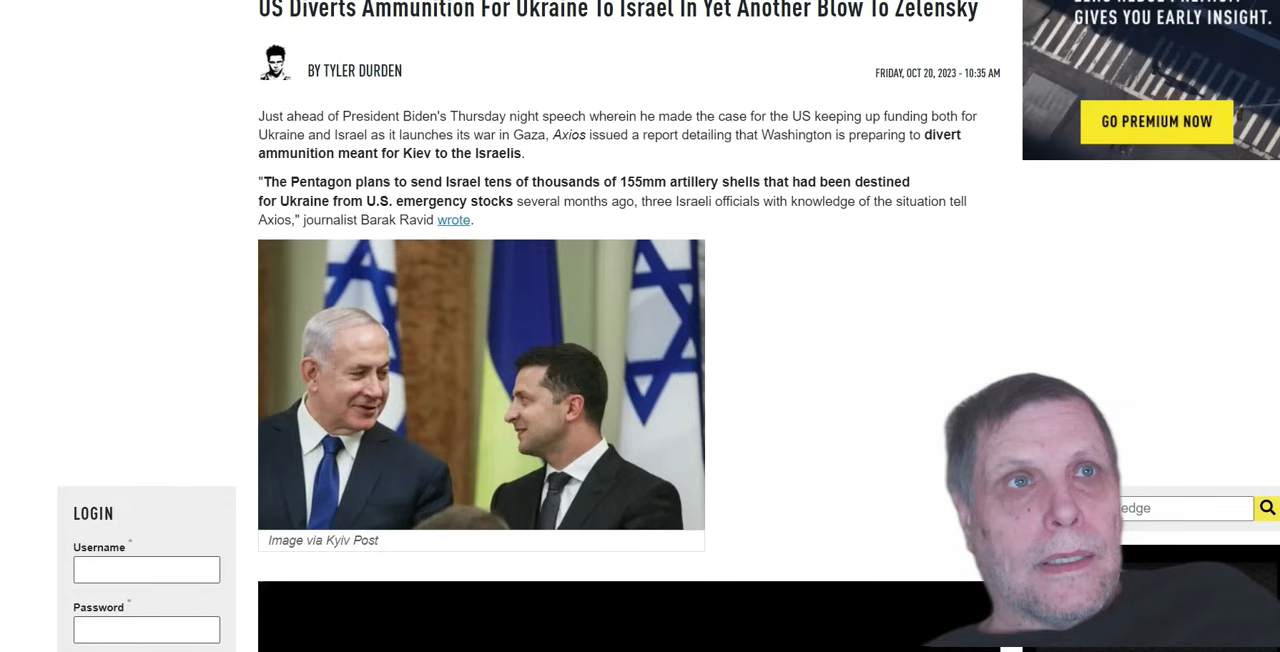 US Diverts Ammunition For Ukraine To Israel In Yet Another Blow To Zelensky
GIVES YOU EARLY INSIGHT.
BY TYLER DURDEN
FRIDAY, OCT 20, 2023 - 10:35 AM
GO PREMIUM NOW
Just ahead of President Biden's Thursday night speech wherein he made the case for the US keeping up funding both for
Ukraine and Israel as it launches its war in Gaza, Axios issued a report detailing that Washington is preparing to divert
ammunition meant for Kiev to the Israelis.
"The Pentagon plans to send Israel tens of thousands of 155mm artillery shells that had been destined
for Ukraine from U.S. emergency stocks several months ago, three Israeli officials with knowledge of the situation tell
Axios," journalist Barak Ravid wrote.
Image via Kyiv Post
LOGIN
Username *
Password *
edge